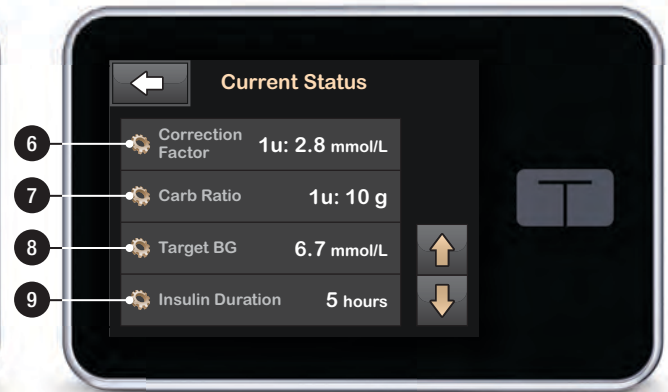 Current Status
6 Correction Factor 1u: 2.8 mmol/L
7 Carb Ratio 1u: 10 g
8 Target BG 6.7 mmol/L
9 Insulin Duration 5 hours